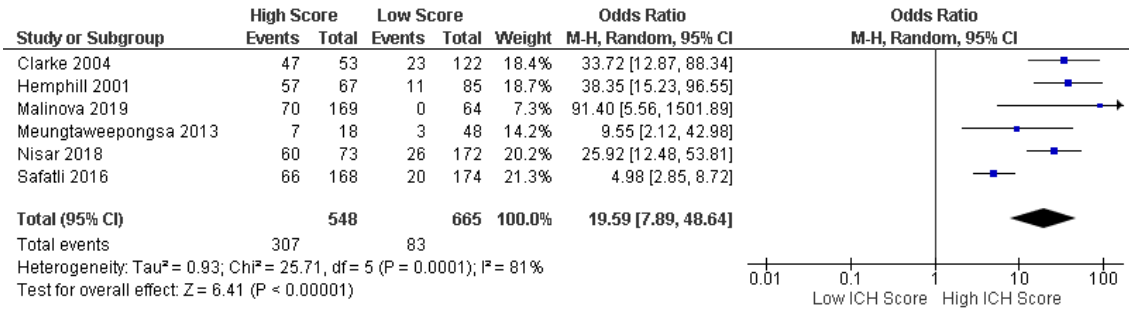 High Score Low Score Odds Ratio Odds Ratio
Study or Subgroup Events Total Events Total Weight M-H, Random, 95% CI M-H, Random, 95% CI
Clarke 2004 47 53 23 122 18.4% 33.72 [12.87, 88.34]
Hemphill 2001 57 67 11 85 18.7% 38.35 [15.23, 96.55]
Malinova 2019 70 169 0 64 7.3% 91.40 [5.56, 1501.89]
Meungtaweepongsa 2013 7 18 3 48 14.2% 9.55 [2.12, 42.98]
Nisar 2018 60 73 26 172 20.2% 25.92 [12.48, 53.81]
Safatli 2016 66 168 20 174 21.3% 4.98 [2.85, 8.72]
Total (95% CI) 548 665 100.0% 19.59 [7.89, 48.64]
Total events 307 83
Heterogeneity: Tau² = 0.93; Chi² = 25.71, df = 5 (P = 0.0001); I² = 81%
Test for overall effect: Z = 6.41 (P < 0.00001)
0.01 0.1 1 10 100
Low ICH Score High ICH Score